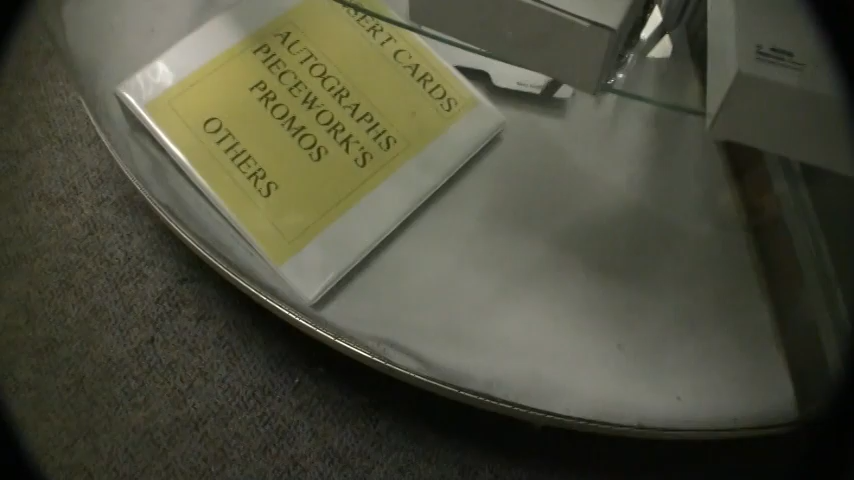 SERT CARDS
AUTOGRAPHS
PIECEWORK'S
PROMOS
OTHERS